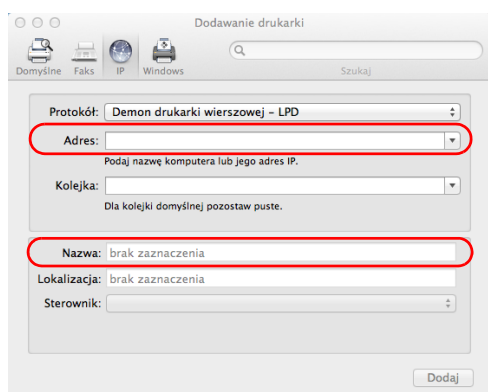 Dodawanie drukarki
Domyślne Faks IP Windows Szukaj
Protokół: Demon drukarki wierszowej – LPD
Adres:
Podaj nazwę komputera lub jego adres IP.
Kolejka:
Dla kolejki domyślnej pozostaw puste.
Nazwa: brak zaznaczenia
Lokalizacja: brak zaznaczenia
Sterownik:
Dodaj